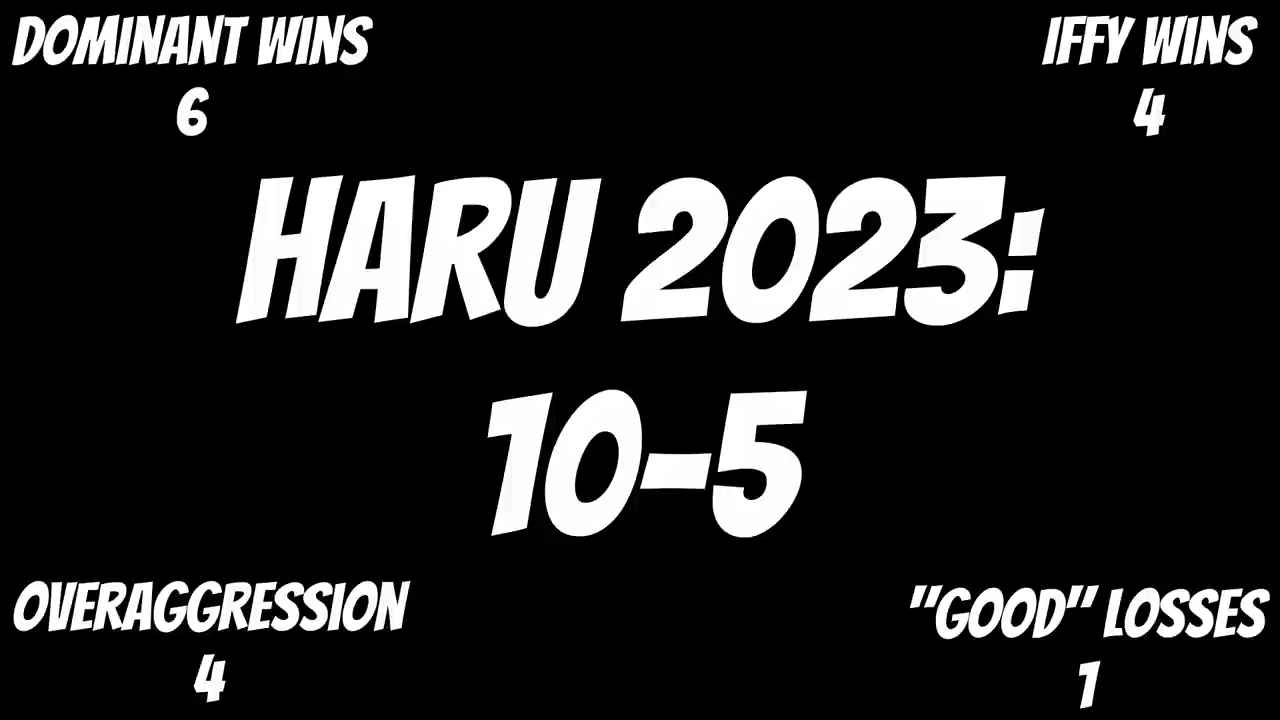 DOMINANT WINS
6
IFFY WINS
4
HARU 2023:
10-5
OVERAGGRESSION
4
"GOOD" LOSSES
1